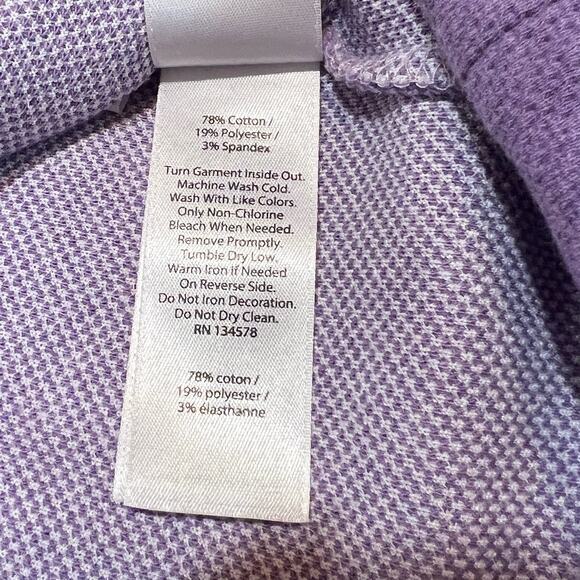 78% Cotton /
19% Polyester /
3% Spandex
Turn Garment Inside Out.
Machine Wash Cold.
Wash With Like Colors.
Only Non-Chlorine
Bleach When Needed.
Remove Promptly.
Tumble Dry Low.
Warm Iron if Needed
On Reverse Side.
Do Not Iron Decoration.
Do Not Dry Clean.
RN 134578
78% coton /
19% polyester /
3% élasthanne